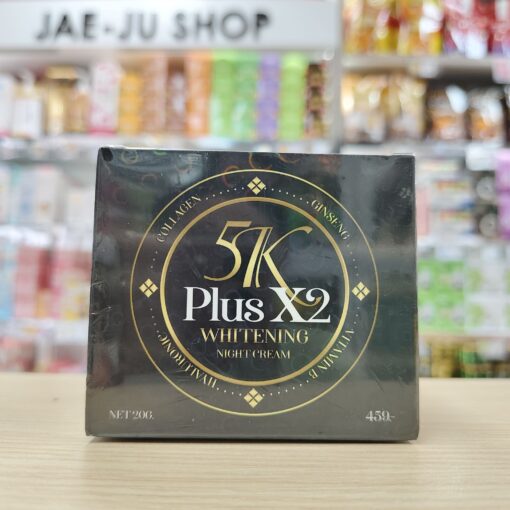 JAE-JU SHOP
COLLAGEN
GINSENG
5K
Plus X2
WHITENING
NIGHT CREAM
HYALURONIC
VITAMIN B
NET 20G.
459.-